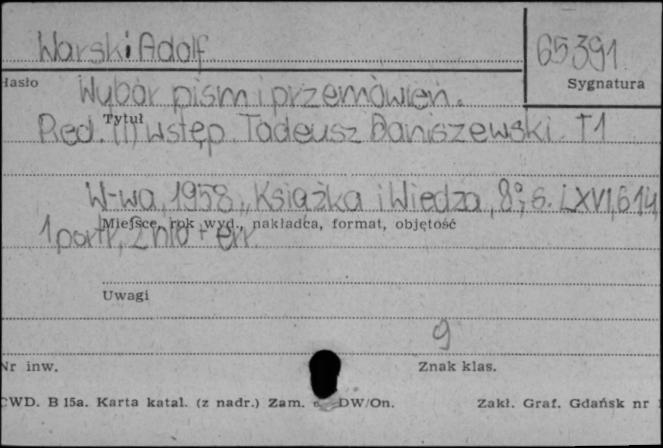 Warski Adolf
65391
Hasło
Sygnatura
Wybór pism i przemówień.
Tytuł
Red. (i) wstęp. Tadeusz Daniszewski. T1
W-wa, 1958, "Książka i Wiedza, 8°, s. LXVI, 614,
Miejsce, rok wyd., nakładca, format, objętość
1 portr., 2 nlb + err.
Uwagi
9
Nr inw.
Znak klas.
CWD. B 15a. Karta katal. (z nadr.) Zam. DW/On.
Zakł. Graf. Gdańsk nr